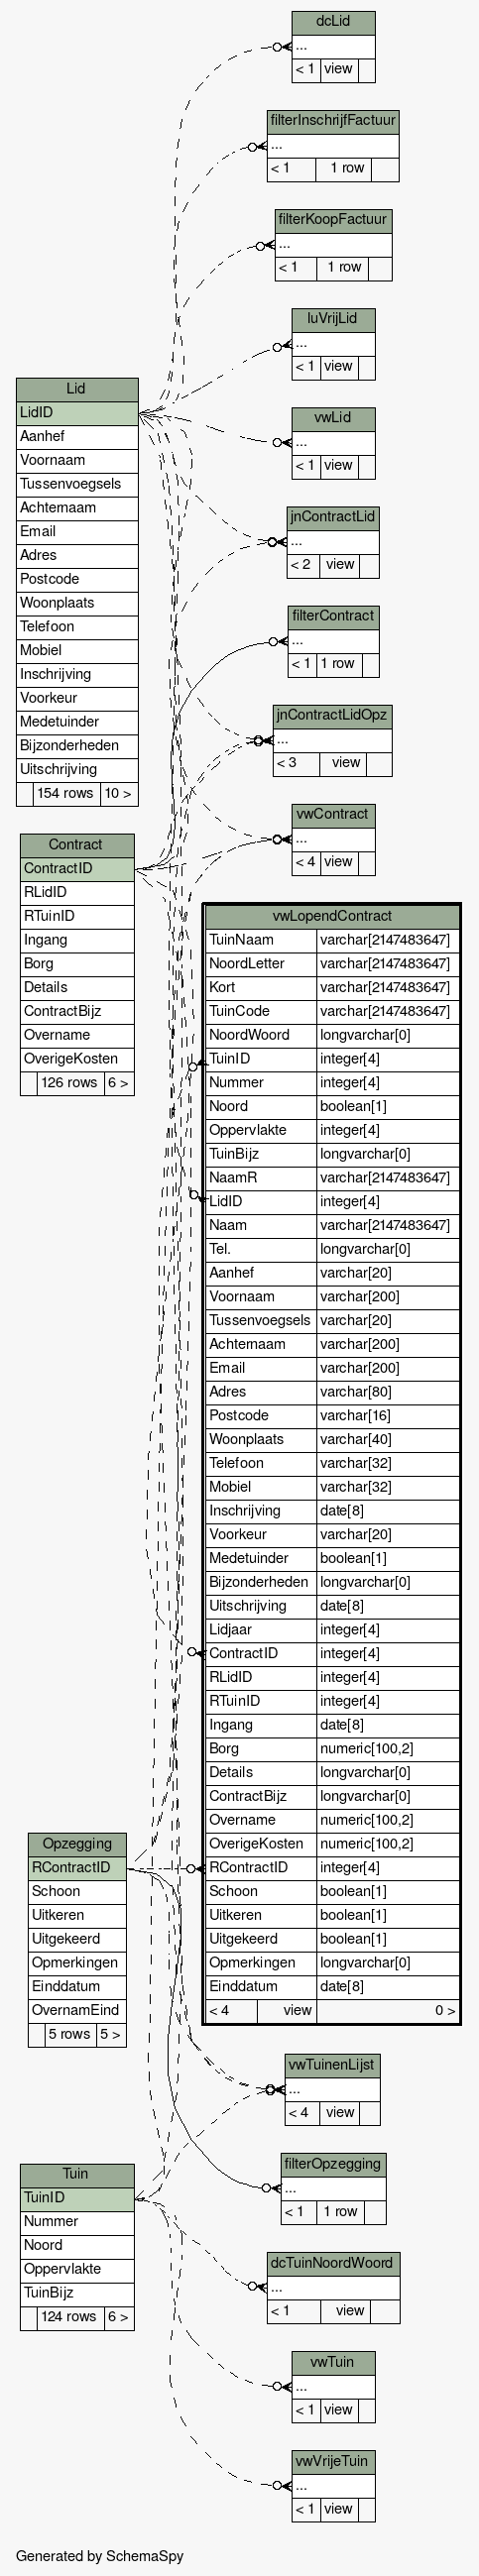 dcLid
...
< 1 view
filterInschrijfFactuur
...
< 1 1 row
filterKoopFactuur
...
< 1 1 row
luVrijLid
...
< 1 view
vwLid
...
< 1 view
jnContractLid
...
< 2 view
filterContract
...
< 1 1 row
jnContractLidOpz
...
< 3 view
vwContract
...
< 4 view
Lid
LidID
Aanhef
Voornaam
Tussenvoegsels
Achternaam
Email
Adres
Postcode
Woonplaats
Telefoon
Mobiel
Inschrijving
Voorkeur
Medetuinder
Bijzonderheden
Uitschrijving
154 rows 10 >
Contract
ContractID
RLidID
RTuinID
Ingang
Borg
Details
ContractBijz
Overname
OverigeKosten
126 rows 6 >
vwLopendContract
TuinNaam varchar[2147483647]
NoordLetter varchar[2147483647]
Kort varchar[2147483647]
TuinCode varchar[2147483647]
NoordWoord longvarchar[0]
TuinID integer[4]
Nummer integer[4]
Noord boolean[1]
Oppervlakte integer[4]
TuinBijz longvarchar[0]
NaamR varchar[2147483647]
LidID integer[4]
Naam varchar[2147483647]
Tel. longvarchar[0]
Aanhef varchar[20]
Voornaam varchar[200]
Tussenvoegsels varchar[20]
Achternaam varchar[200]
Email varchar[200]
Adres varchar[80]
Postcode varchar[16]
Woonplaats varchar[40]
Telefoon varchar[32]
Mobiel varchar[32]
Inschrijving date[8]
Voorkeur varchar[20]
Medetuinder boolean[1]
Bijzonderheden longvarchar[0]
Uitschrijving date[8]
Lidjaar integer[4]
ContractID integer[4]
RLidID integer[4]
RTuinID integer[4]
Ingang date[8]
Borg numeric[100,2]
Details longvarchar[0]
ContractBijz longvarchar[0]
Overname numeric[100,2]
OverigeKosten numeric[100,2]
RContractID integer[4]
Schoon boolean[1]
Uitkeren boolean[1]
Uitgekeerd boolean[1]
Opmerkingen longvarchar[0]
Einddatum date[8]
< 4 view 0 >
Opzegging
RContractID
Schoon
Uitkeren
Uitgekeerd
Opmerkingen
Einddatum
OvernamEind
5 rows 5 >
vwTuinenLijst
...
< 4 view
filterOpzegging
...
< 1 1 row
Tuin
TuinID
Nummer
Noord
Oppervlakte
TuinBijz
124 rows 6 >
dcTuinNoordWoord
...
< 1 view
vwTuin
...
< 1 view
vwVrijeTuin
...
< 1 view
Generated by SchemaSpy